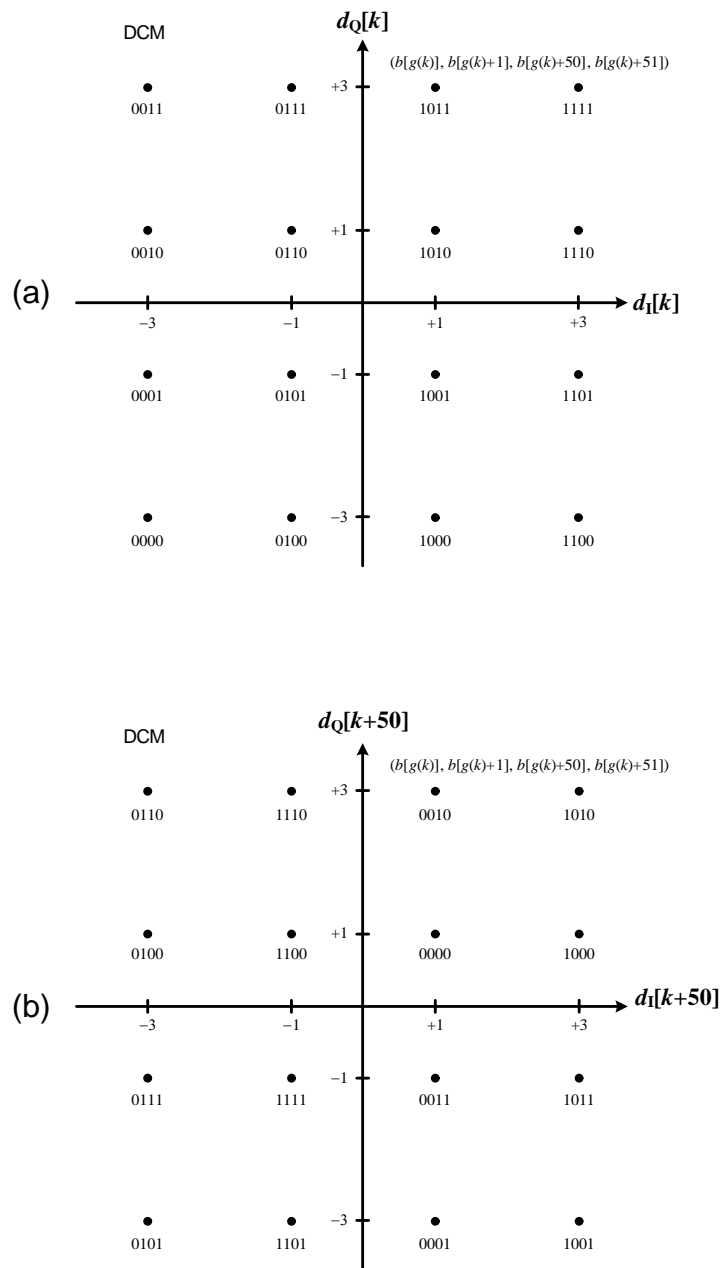 DCM
dQ[k]
+3
(b[g(k)], b[g(k)+1], b[g(k)+50], b[g(k)+51])
0011 0111 1011 1111
+1
0010 0110 1010 1110
(a)
dI[k]
−3 −1 +1 +3
−1
0001 0101 1001 1101
−3
0000 0100 1000 1100
DCM
dQ[k+50]
(b[g(k)], b[g(k)+1], b[g(k)+50], b[g(k)+51])
+3
0110 1110 0010 1010
+1
0100 1100 0000 1000
(b)
dI[k+50]
−3 −1 +1 +3
−1
0111 1111 0011 1011
−3
0101 1101 0001 1001